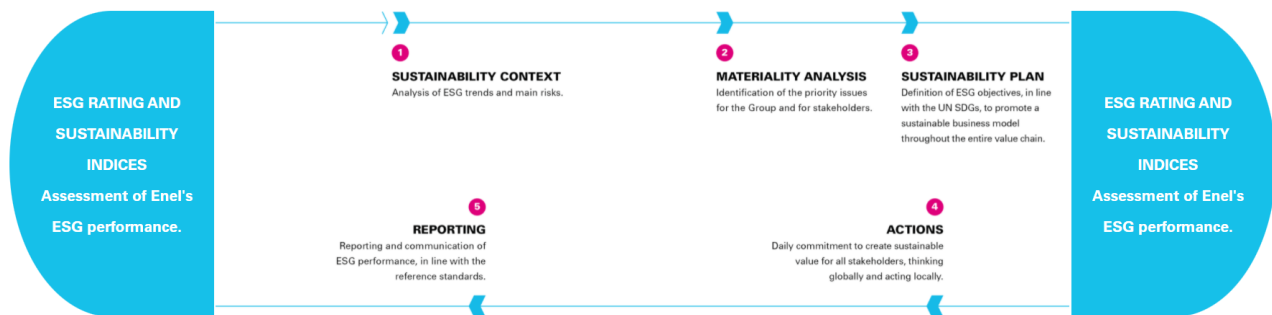 ESG RATING AND
SUSTAINABILITY
INDICES
Assessment of Enel's
ESG performance.
1
SUSTAINABILITY CONTEXT
Analysis of ESG trends and main risks.
2
MATERIALITY ANALYSIS
Identification of the priority issues
for the Group and for stakeholders.
3
SUSTAINABILITY PLAN
Definition of ESG objectives, in line
with the UN SDGs, to promote a
sustainable business model
throughout the entire value chain.
ESG RATING AND
SUSTAINABILITY
INDICES
Assessment of Enel's
ESG performance.
4
ACTIONS
Daily commitment to create sustainable
value for all stakeholders, thinking
globally and acting locally.
5
REPORTING
Reporting and communication of
ESG performance, in line with the
reference standards.